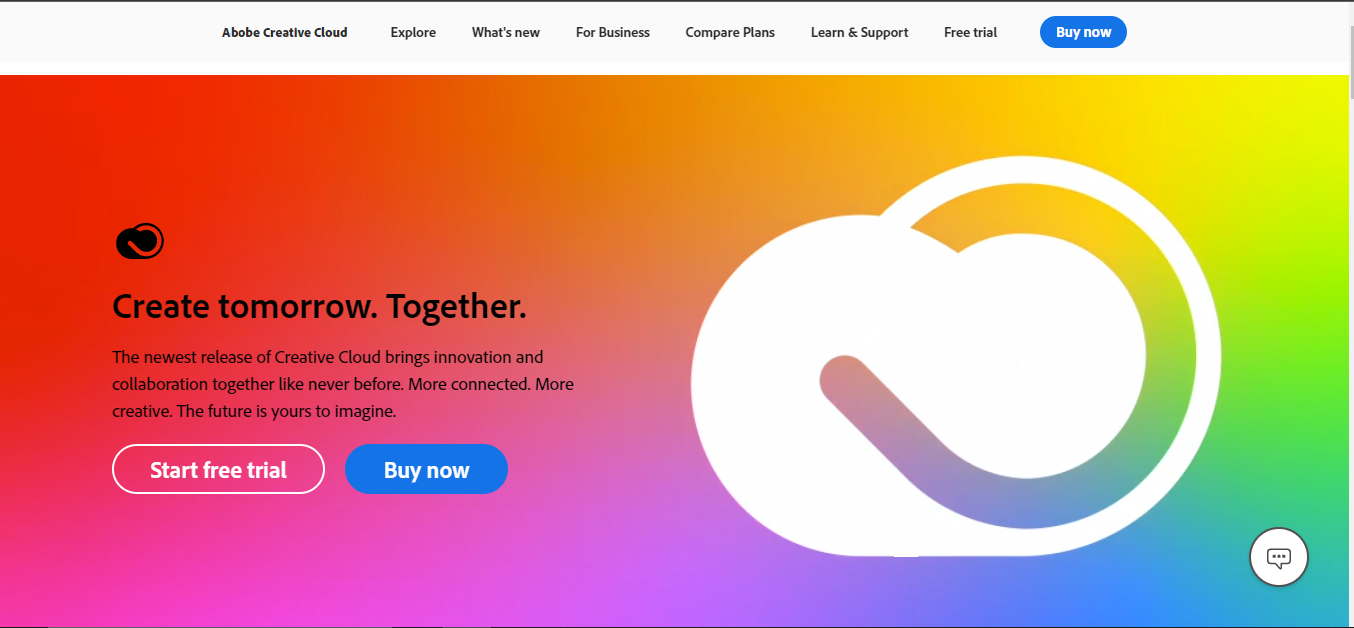 Abobe Creative Cloud Explore What's new For Business Compare Plans Learn & Support Free trial Buy now
Create tomorrow. Together.
The newest release of Creative Cloud brings innovation and
collaboration together like never before. More connected. More
creative. The future is yours to imagine.
Start free trial Buy now